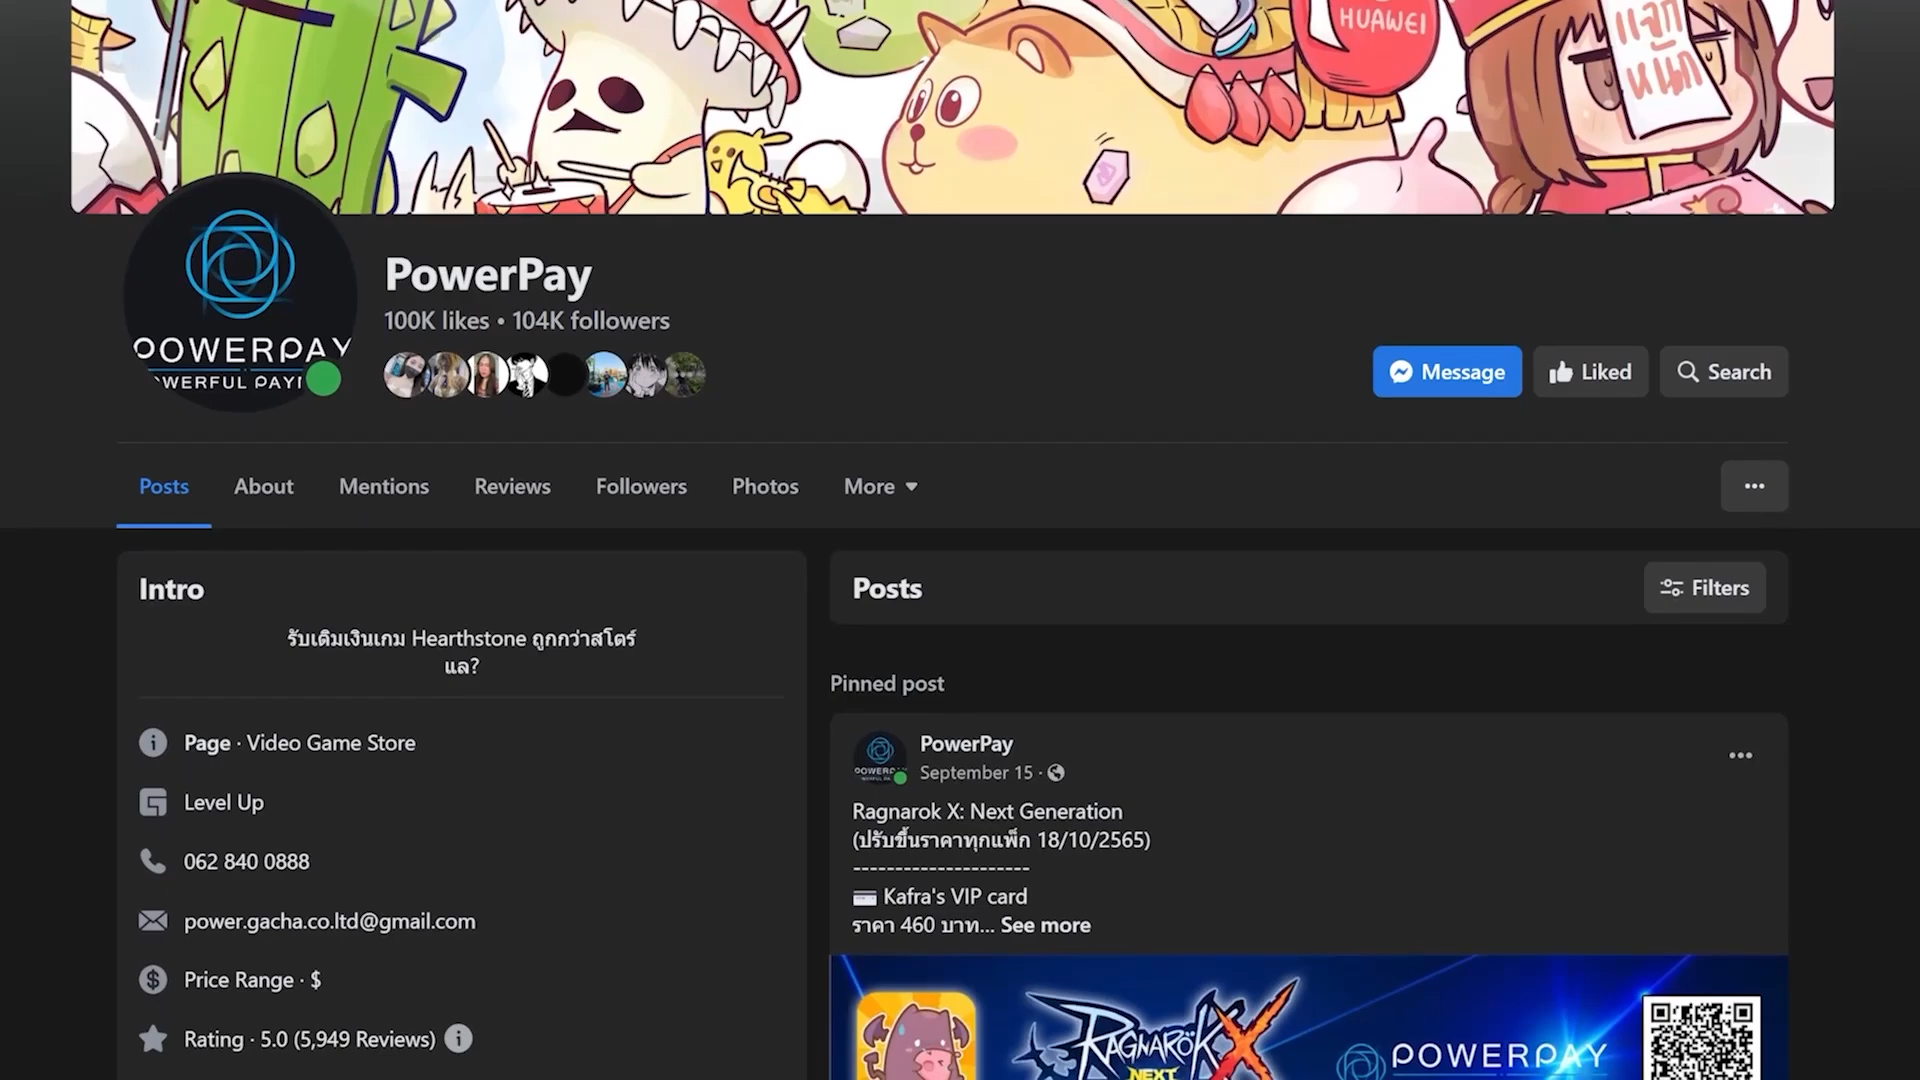 HUAWEI
แจก
หนัก
POWERPAY
PowerPay
100K likes • 104K followers
Message
Liked
Search
Posts
About
Mentions
Reviews
Followers
Photos
More
Intro
รับเติมเงินเกม Hearthstone ถูกกว่าสโตร์
แล?
Page · Video Game Store
Level Up
062 840 0888
power.gacha.co.ltd@gmail.com
Price Range · $
Rating · 5.0 (5,949 Reviews)
Posts
Filters
Pinned post
PowerPay
September 15 ·
Ragnarok X: Next Generation
(ปรับขึ้นราคาทุกแพ็ก 18/10/2565)
---------------------
Kafra's VIP card
ราคา 460 บาท... See more
RAGNARÖK X
NEXT
POWERPAY